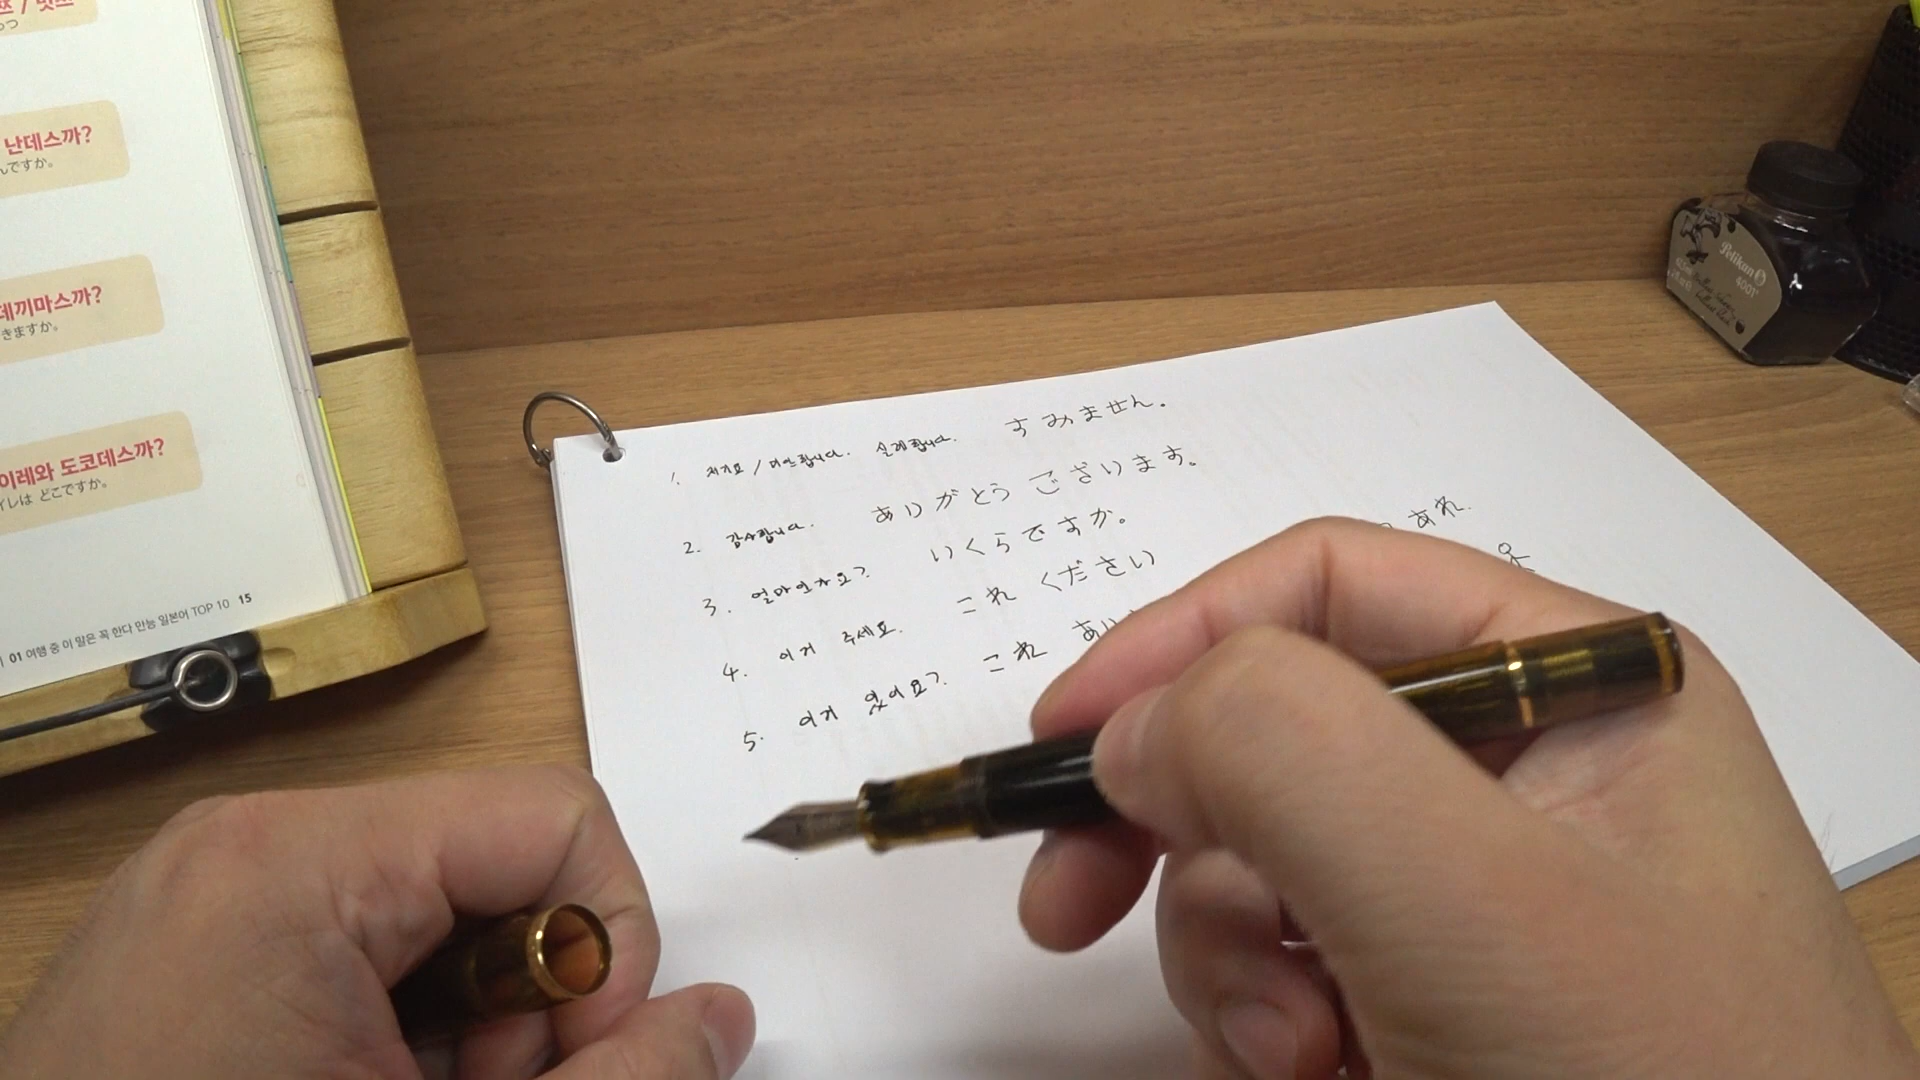 난데스까?
んですか。
데끼마스까?
きますか。
이레와 도코데스까?
イレは どこですか。
01 여행 중 이 말은 꼭 한다 만능 일본어 TOP 10 15
1. 저기요 / 미안합니다. 실례합니다. すみません。
2. 감사합니다. ありがとう ございます。
3. 얼마인가요? いくらですか。
4. 이거 주세요. これ ください
あれ.
5. 이거 있어요? これ あり
Pelikan
4001